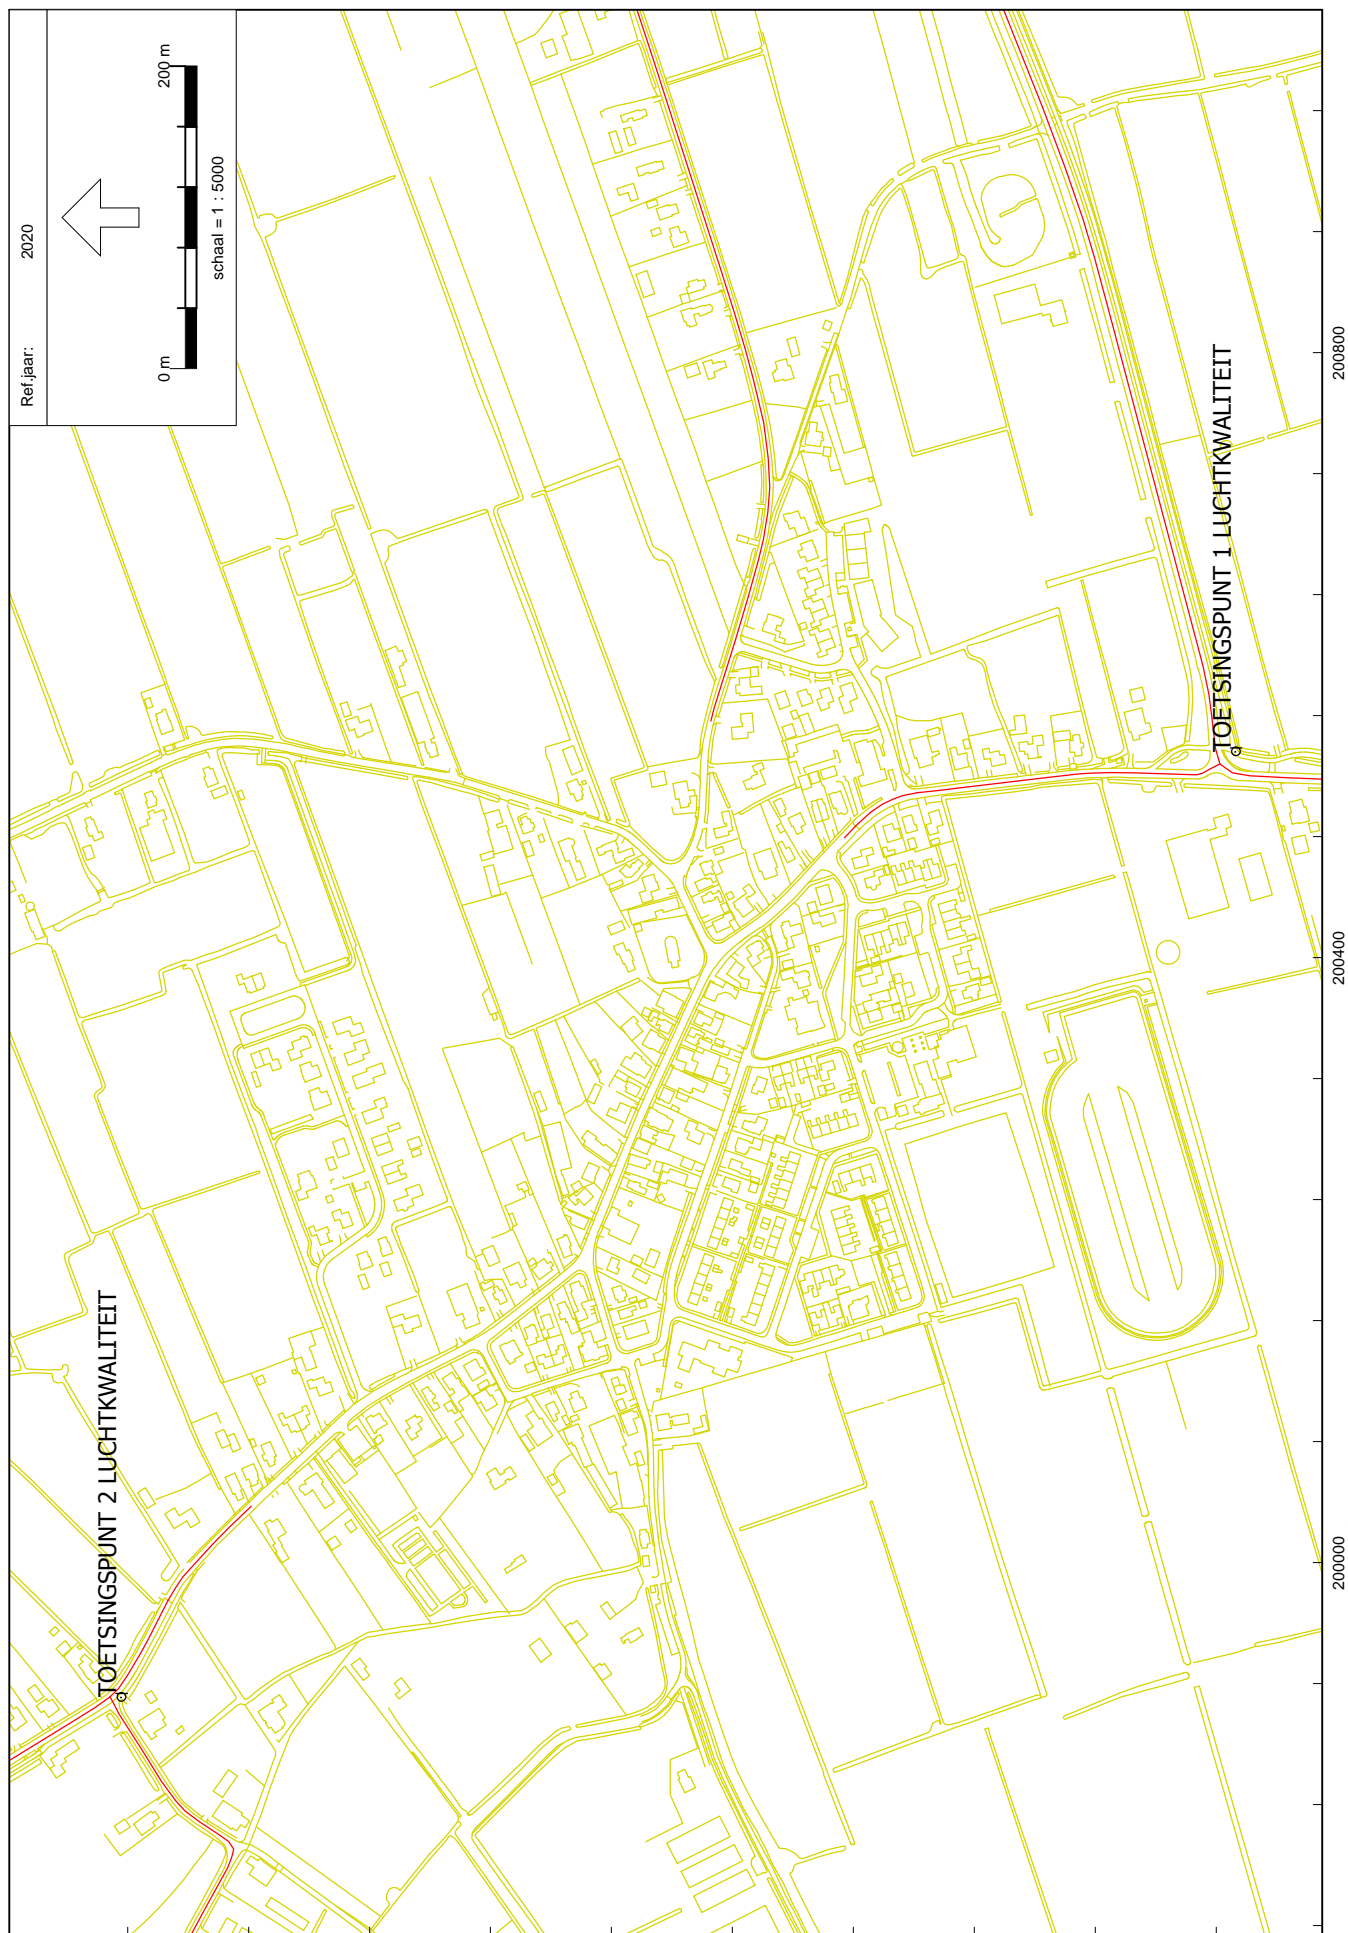 Ref.jaar: 2020
0 m 200 m
schaal = 1 : 5000
TOETSINGSPUNT 2 LUCHTKWALITEIT
TOETSINGSPUNT 1 LUCHTKWALITEIT
200000
200400
200800